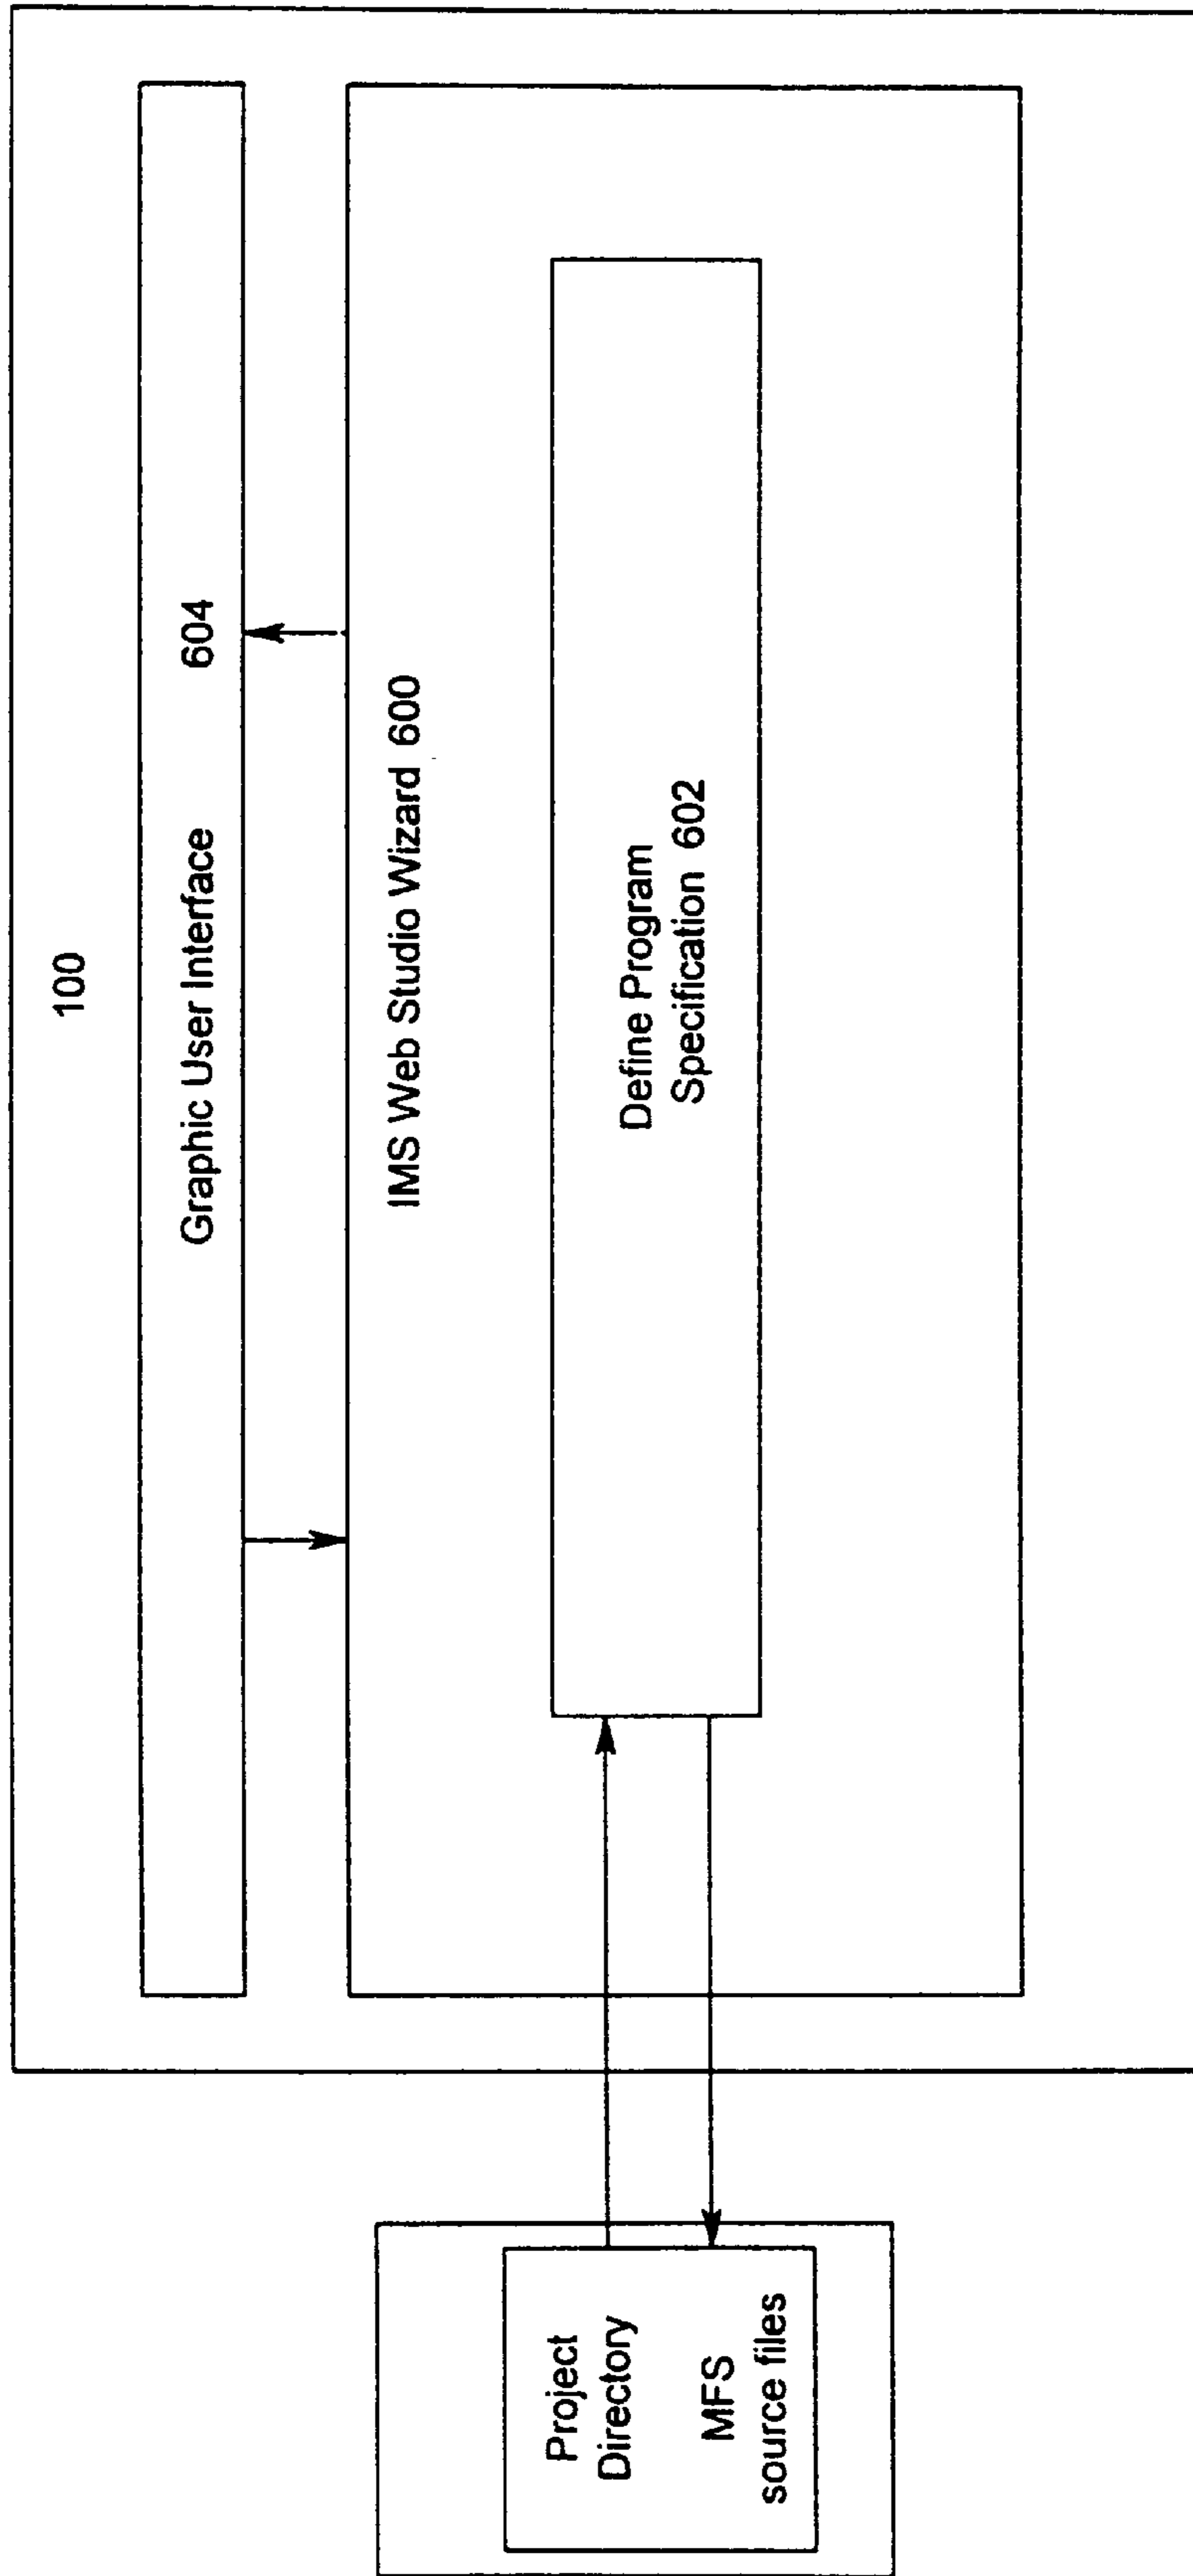 100
Graphic User Interface 604
IMS Web Studio Wizard 600
Define Program
Specification 602
Project
Directory
MFS
source files